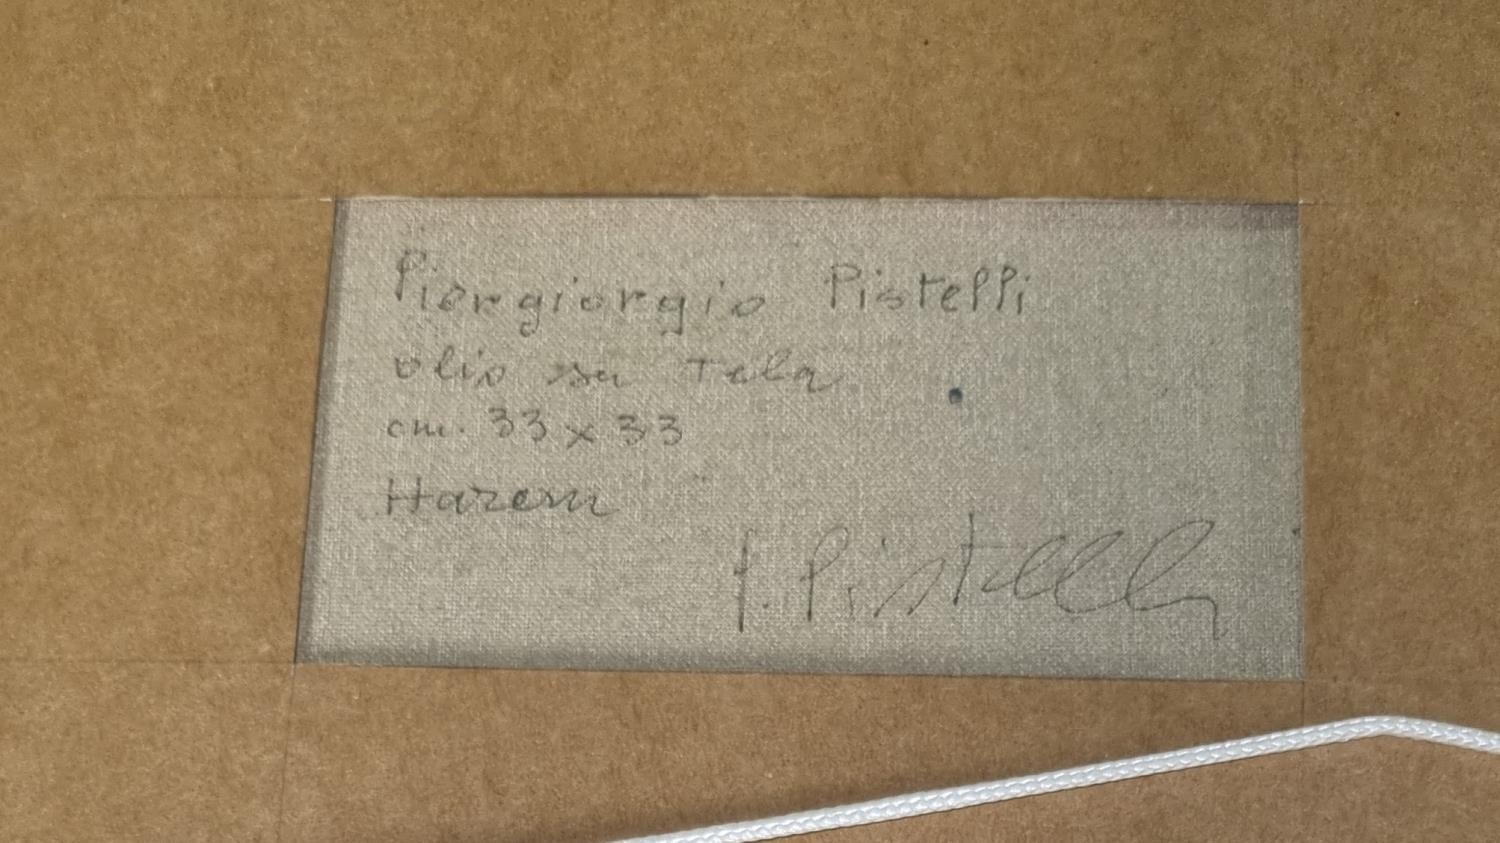 Piergiorgio Pistelli
olio su Tela
cm. 33 x 33
Harem
P. Pistelli